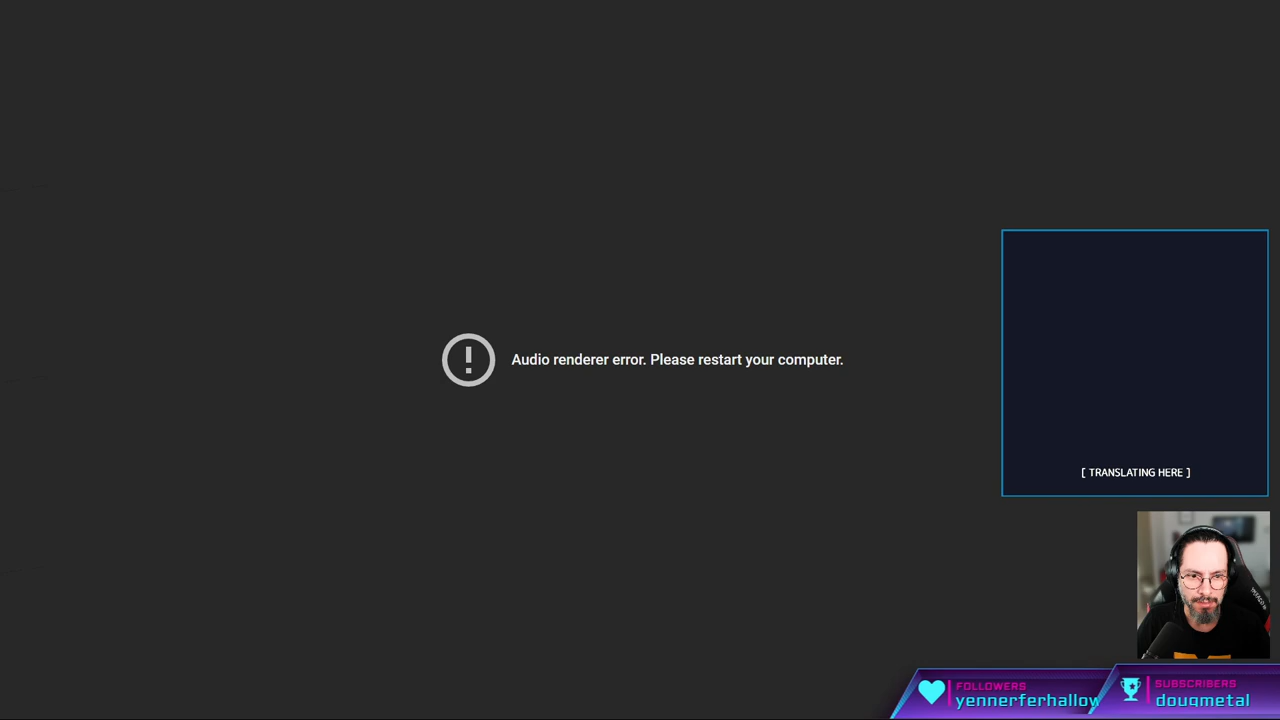 Audio renderer error. Please restart your computer.
[ TRANSLATING HERE ]
FOLLOWERS
yennerferhallow
SUBSCRIBERS
dougmetal